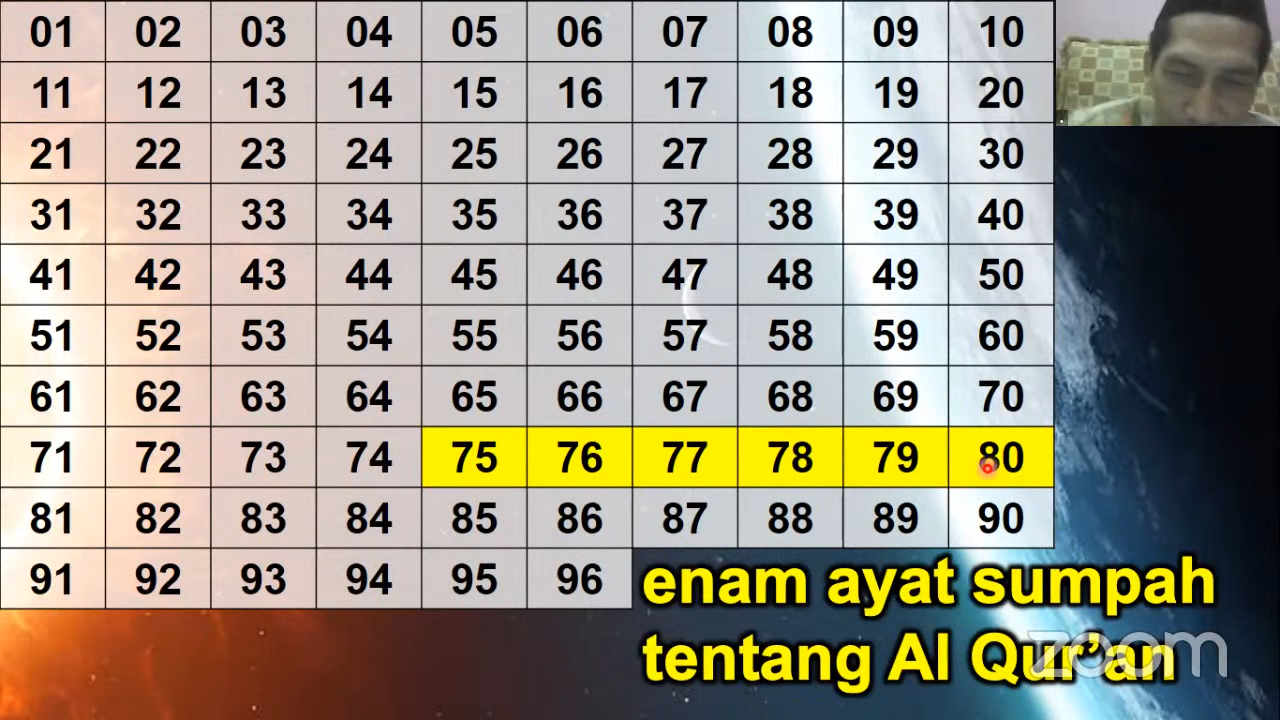 01 02 03 04 05 06 07 08 09 10
11 12 13 14 15 16 17 18 19 20
21 22 23 24 25 26 27 28 29 30
31 32 33 34 35 36 37 38 39 40
41 42 43 44 45 46 47 48 49 50
51 52 53 54 55 56 57 58 59 60
61 62 63 64 65 66 67 68 69 70
71 72 73 74 75 76 77 78 79 80
81 82 83 84 85 86 87 88 89 90
91 92 93 94 95 96
enam ayat sumpah
tentang Al Qur'an
zoom